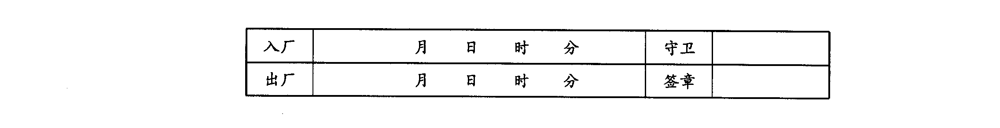 入厂 月 日 时 分 守卫
出厂 月 日 时 分 签章